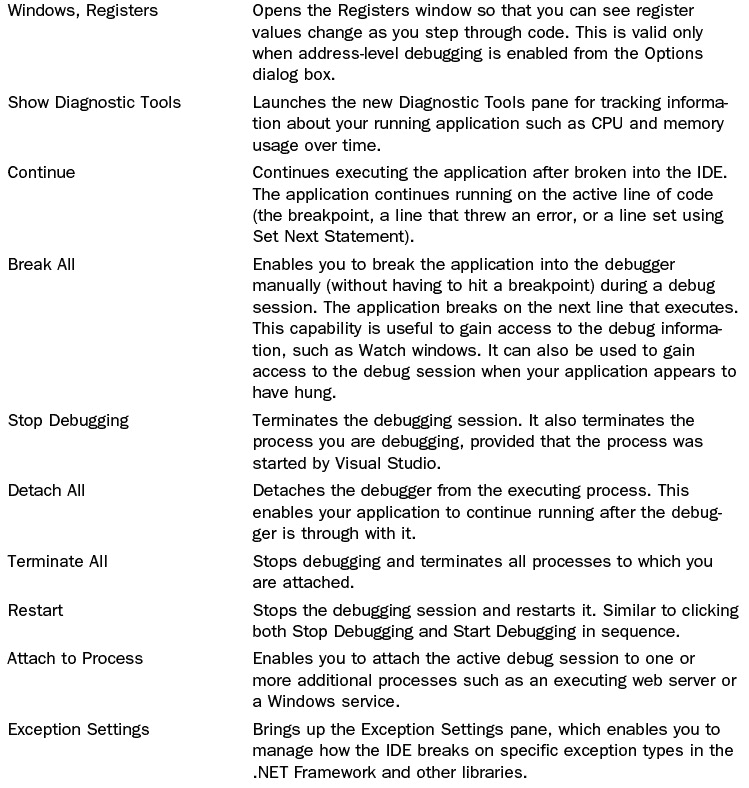 Windows, Registers
Opens the Registers window so that you can see register
values change as you step through code. This is valid only
when address-level debugging is enabled from the Options
dialog box.
Show Diagnostic Tools
Launches the new Diagnostic Tools pane for tracking informa-
tion about your running application such as CPU and memory
usage over time.
Continue
Continues executing the application after broken into the IDE.
The application continues running on the active line of code
(the breakpoint, a line that threw an error, or a line set using
Set Next Statement).
Break All
Enables you to break the application into the debugger
manually (without having to hit a breakpoint) during a debug
session. The application breaks on the next line that executes.
This capability is useful to gain access to the debug informa-
tion, such as Watch windows. It can also be used to gain
access to the debug session when your application appears to
have hung.
Stop Debugging
Terminates the debugging session. It also terminates the
process you are debugging, provided that the process was
started by Visual Studio.
Detach All
Detaches the debugger from the executing process. This
enables your application to continue running after the debug-
ger is through with it.
Terminate All
Stops debugging and terminates all processes to which you
are attached.
Restart
Stops the debugging session and restarts it. Similar to clicking
both Stop Debugging and Start Debugging in sequence.
Attach to Process
Enables you to attach the active debug session to one or
more additional processes such as an executing web server or
a Windows service.
Exception Settings
Brings up the Exception Settings pane, which enables you to
manage how the IDE breaks on specific exception types in the
.NET Framework and other libraries.